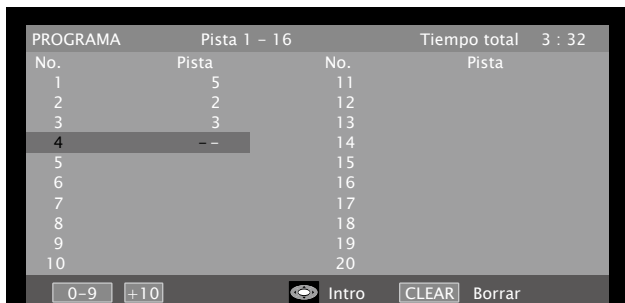 PROGRAMA Pista 1 – 16 Tiempo total 3 : 32
No. Pista No. Pista
1 5 11
2 2 12
3 3 13
4 – – 14
5 15
6 16
7 17
8 18
9 19
10 20
0–9 +10 Intro CLEAR Borrar